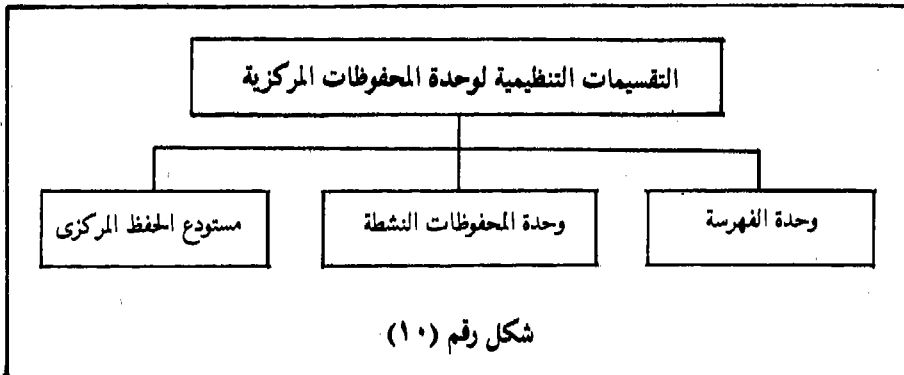 التقسيمات التنظيمية لوحدة المحفوظات المركزية
وحدة الفهرسة
وحدة المحفوظات النشطة
مستودع الحفظ المركزى
شكل رقم (١٠)